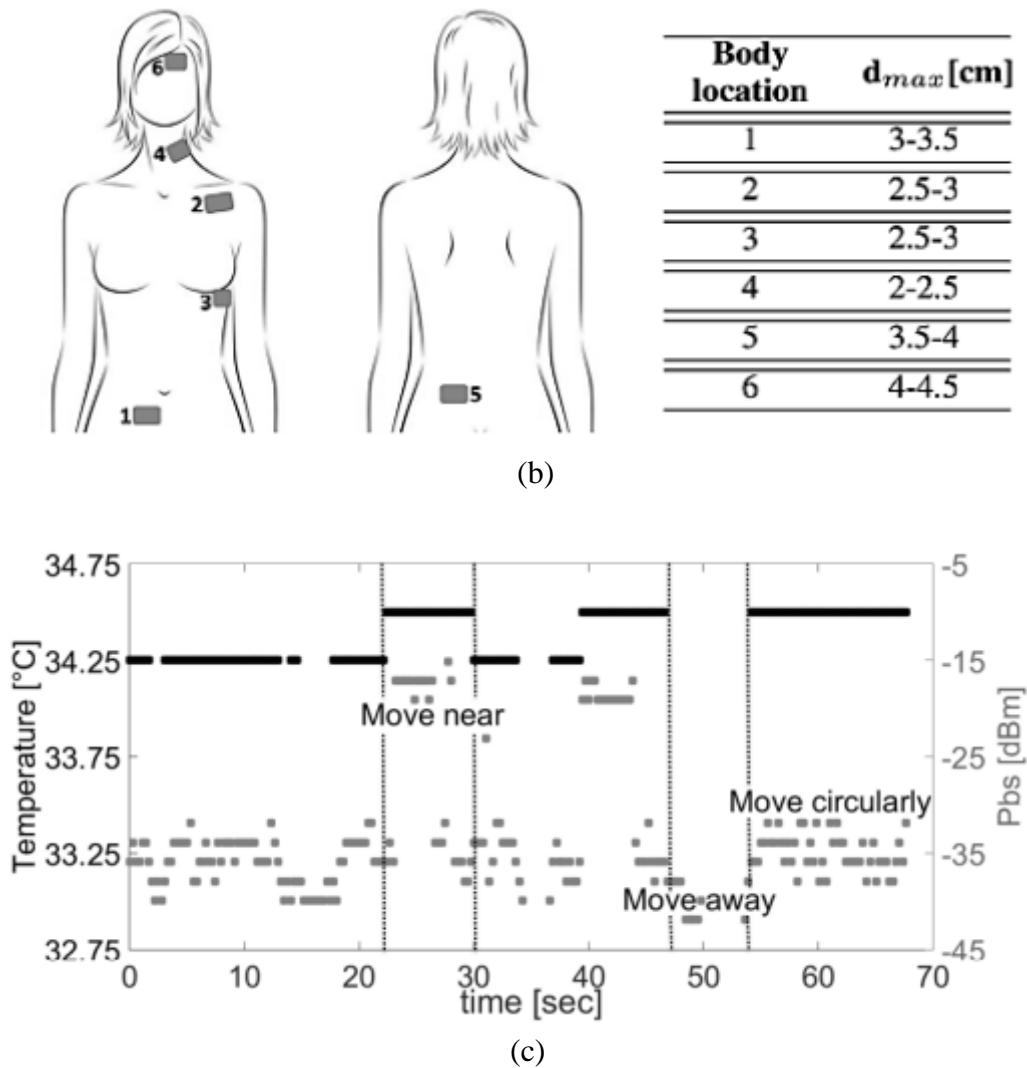 6
4
2
3
1
5
Body location d_max[cm]
1 3-3.5
2 2.5-3
3 2.5-3
4 2-2.5
5 3.5-4
6 4-4.5
(b)
34.75
34.25
33.75
33.25
32.75
Temperature [°C]
-5
-15
-25
-35
-45
Pbs [dBm]
Move near
Move circularly
Move away
0 10 20 30 40 50 60 70
time [sec]
(c)